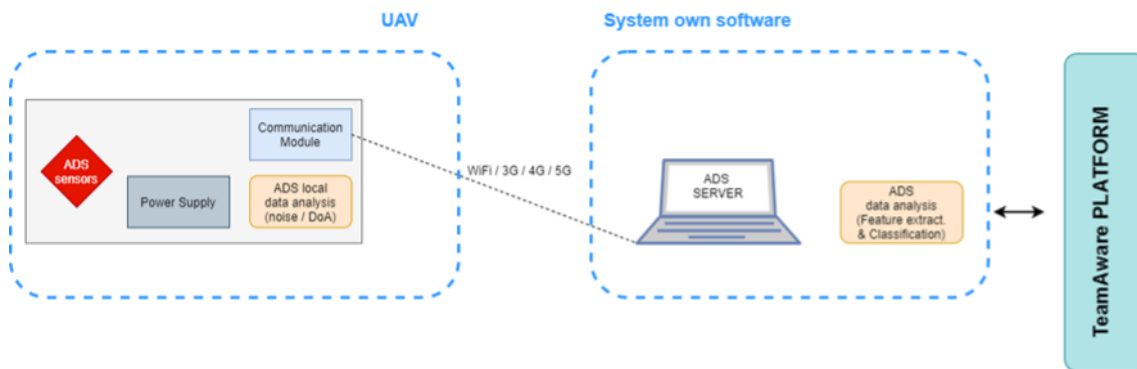 UAV
System own software
ADS
sensors
Power Supply
Communication
Module
ADS local
data analysis
(noise / DoA)
WiFi / 3G / 4G / 5G
ADS
SERVER
ADS
data analysis
(Feature extract.
& Classification)
TeamAware PLATFORM